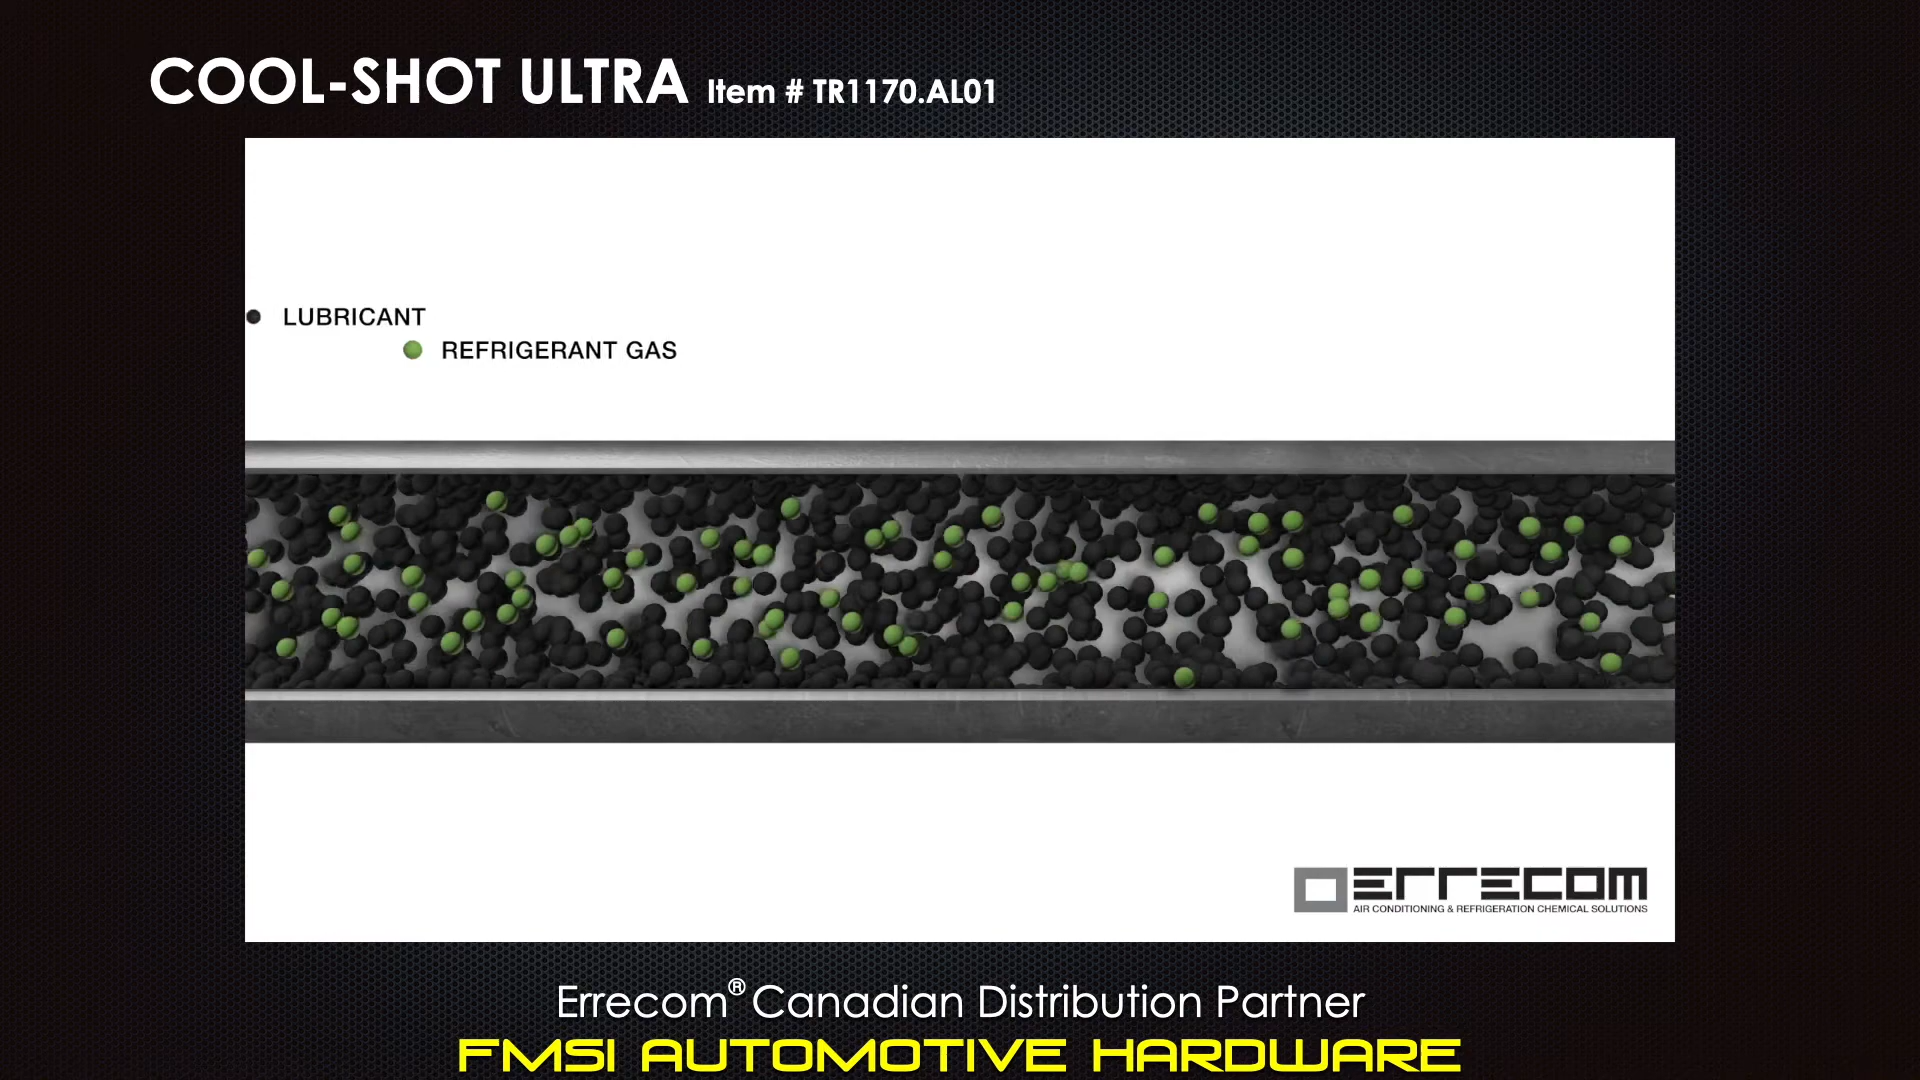 COOL-SHOT ULTRA Item # TR1170.AL01
LUBRICANT
REFRIGERANT GAS
ERRECOM
AIR CONDITIONING & REFRIGERATION CHEMICAL SOLUTIONS
Errecom® Canadian Distribution Partner
FMSI AUTOMOTIVE HARDWARE